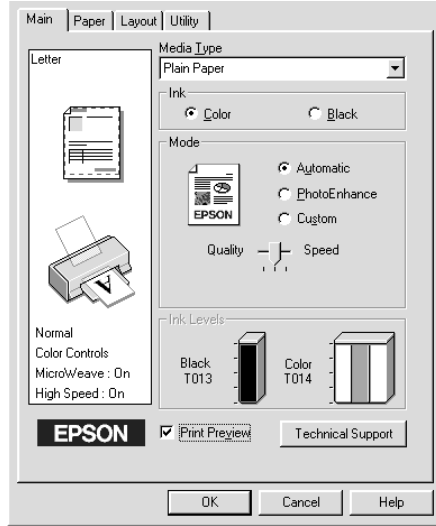 Main Paper Layout Utility
Letter
Media Type
Plain Paper
Ink
Color Black
Mode
EPSON
Automatic
PhotoEnhance
Custom
Quality Speed
A
Normal
Color Controls
MicroWeave : On
High Speed : On
Ink Levels
Black
T013
Color
T014
EPSON
Print Preview
Technical Support
OK Cancel Help